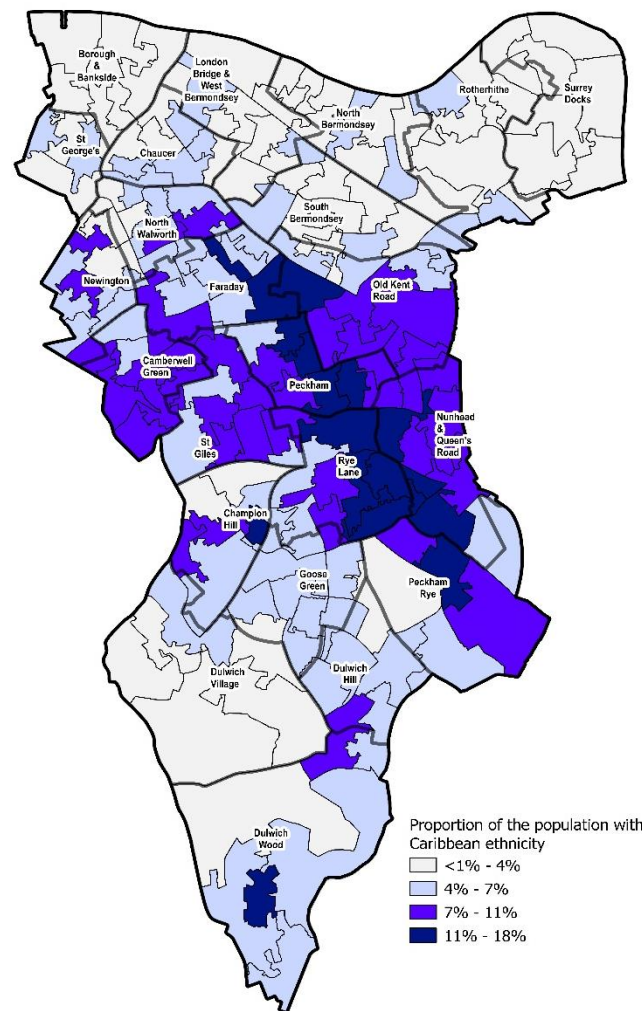 Borough &
Bankside
London
Bridge &
West
Bermondsey
Rotherhithe
Surrey
Docks
North
Bermondsey
St
George's
Chaucer
South
Bermondsey
North
Walworth
Newington
Faraday
Old Kent
Road
Camberwell
Green
Peckham
Nunhead
&
Queen's
Road
St
Giles
Rye
Lane
Champion
Hill
Goose
Green
Peckham
Rye
Dulwich
Village
Dulwich
Hill
Dulwich
Wood
Proportion of the population with
Caribbean ethnicity
<1% - 4%
4% - 7%
7% - 11%
11% - 18%